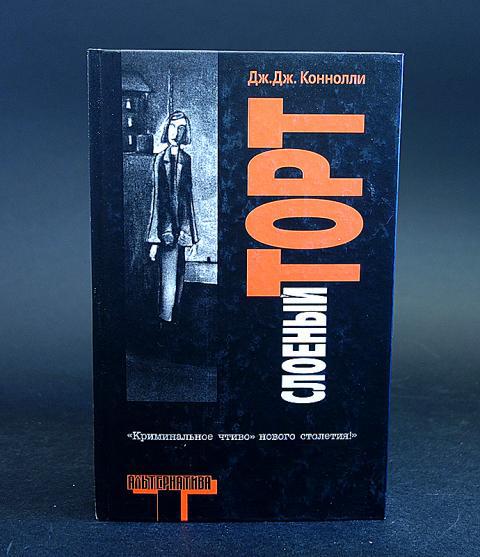 Дж.Дж. Коннолли
СЛОЕНЫЙ
ТОРТ
«Криминальное чтиво» нового столетия!»
АЛЬТЕРНАТИВА